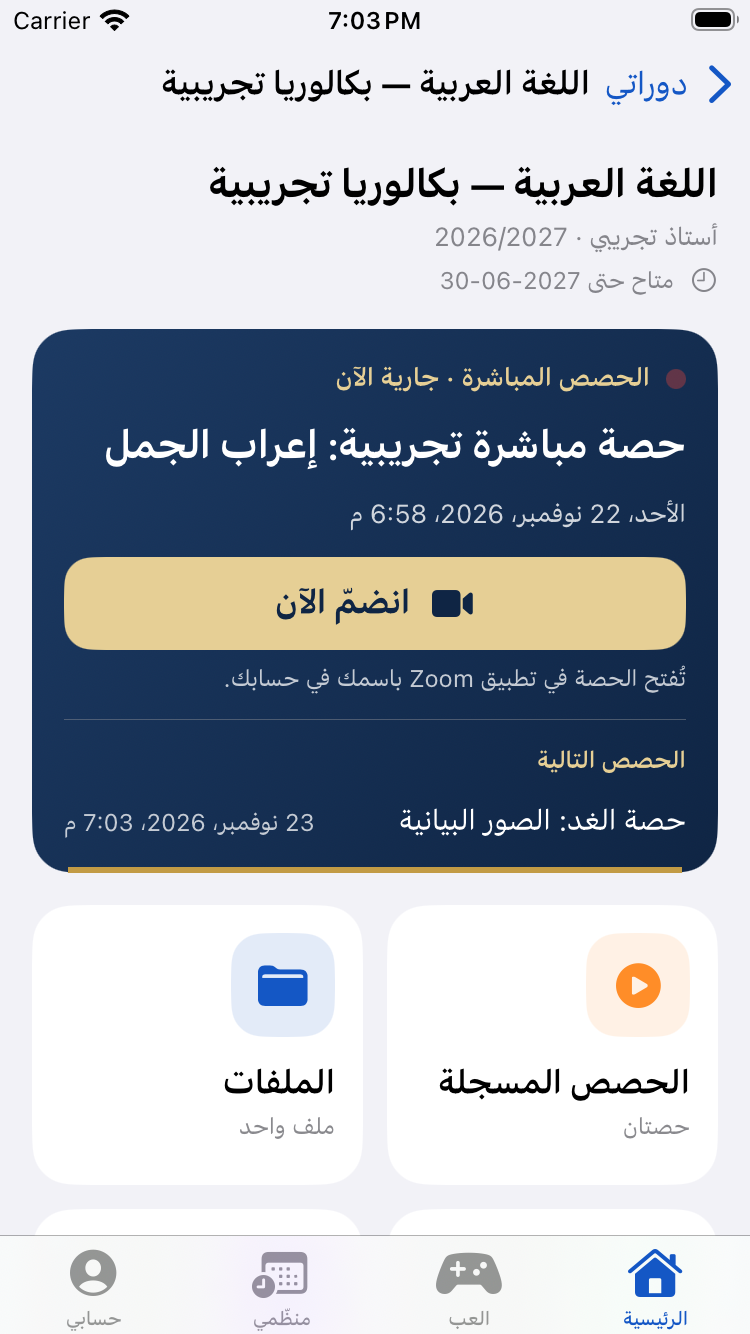 Carrier
7:03 PM
دوراتي
اللغة العربية — بكالوريا تجريبية
اللغة العربية — بكالوريا تجريبية
أستاذ تجريبي · 2026/2027
متاح حتى 2027-06-30
الحصص المباشرة · جارية الآن
حصة مباشرة تجريبية: إعراب الجمل
الأحد، 22 نوفمبر، 2026، 6:58 م
انضمّ الآن
تُفتح الحصة في تطبيق Zoom باسمك في حسابك.
الحصص التالية
حصة الغد: الصور البيانية
23 نوفمبر، 2026، 7:03 م
الحصص المسجلة
حصتان
الملفات
ملف واحد
الرئيسية
العب
منظّمي
حسابي